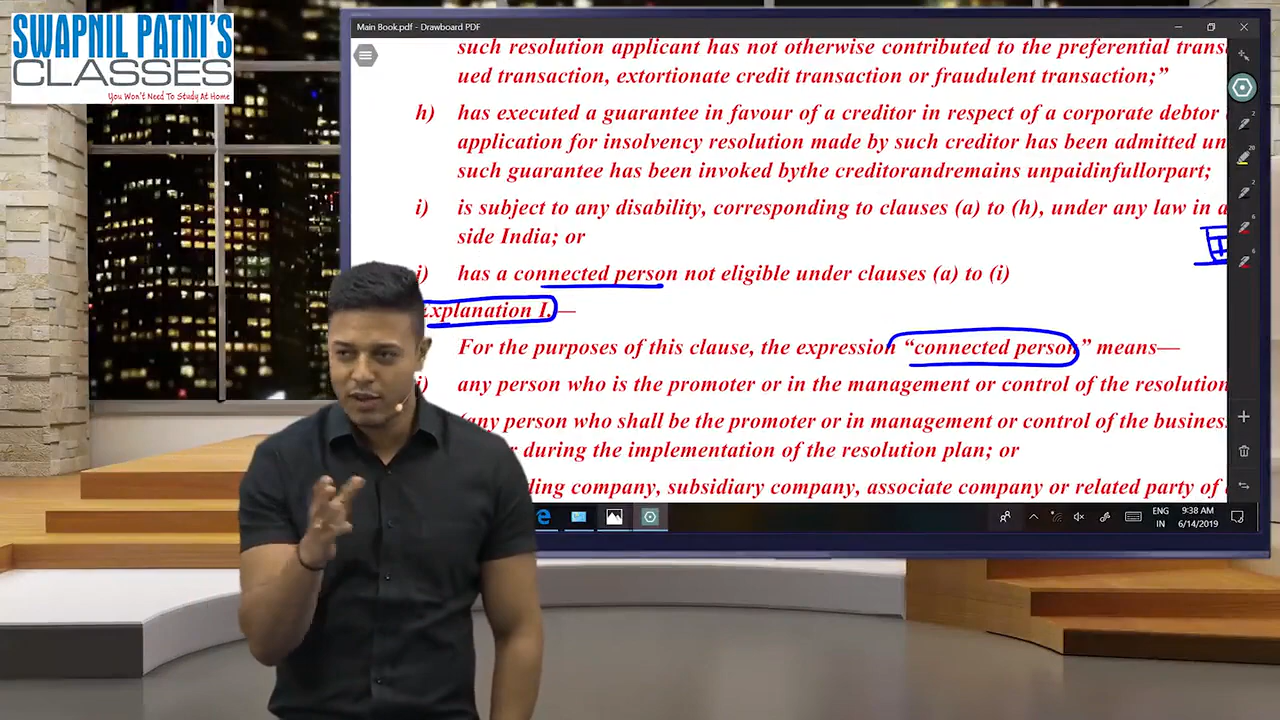 SWAPNIL PATNI'S
CLASSES
You Won't Need To Study At Home
Main Book.pdf - Drawboard PDF
such resolution applicant has not otherwise contributed to the preferential trans
ued transaction, extortionate credit transaction or fraudulent transaction;”
h) has executed a guarantee in favour of a creditor in respect of a corporate debtor
application for insolvency resolution made by such creditor has been admitted un
such guarantee has been invoked bythe creditorandremains unpaidinfullorpart;
i) is subject to any disability, corresponding to clauses (a) to (h), under any law in a
side India; or
j) has a connected person not eligible under clauses (a) to (i)
Explanation I.—
For the purposes of this clause, the expression “connected person” means—
i) any person who is the promoter or in the management or control of the resolution
(any person who shall be the promoter or in management or control of the business
during the implementation of the resolution plan; or
ding company, subsidiary company, associate company or related party of
ENG
IN
9:38 AM
6/14/2019